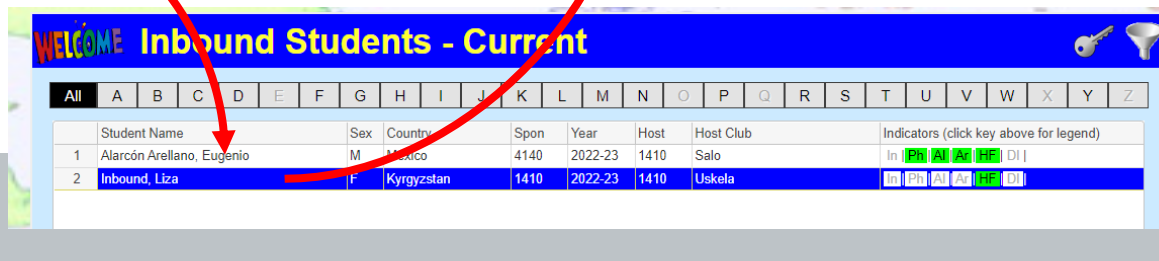 WELCOME Inbound Students - Current
All A B C D E F G H I J K L M N O P Q R S T U V W X Y Z
Student Name Sex Country Spon Year Host Host Club Indicators (click key above for legend)
1 Alarcón Arellano, Eugenio M Mexico 4140 2022-23 1410 Salo In | Ph | Al | Ar | HF | DI |
2 Inbound, Liza F Kyrgyzstan 1410 2022-23 1410 Uskela In | Ph | Al | Ar | HF | DI |